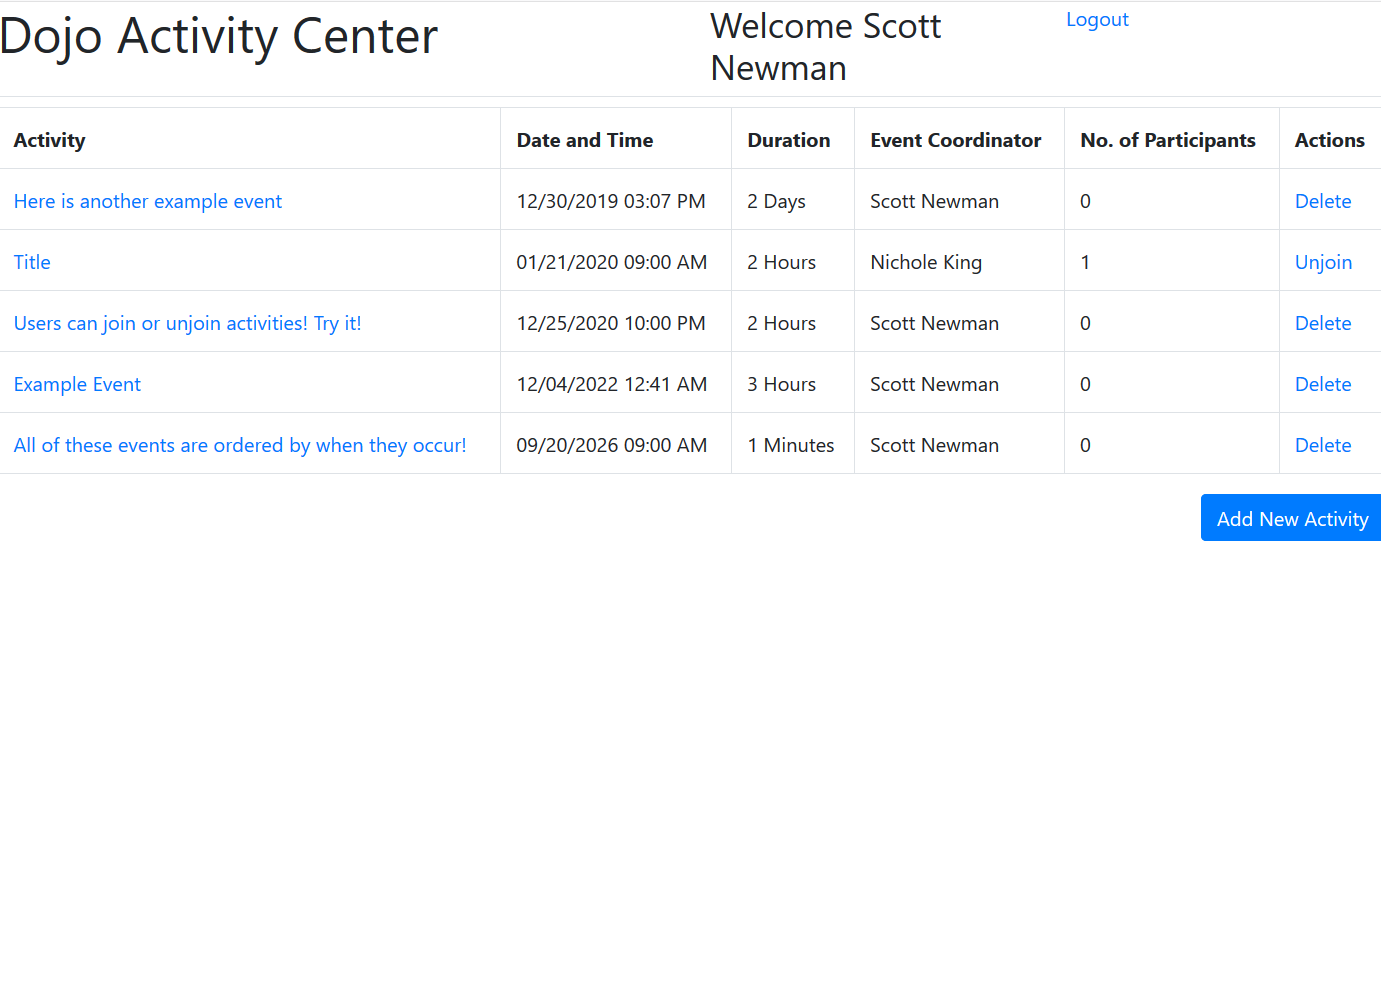 Dojo Activity Center
Welcome Scott
Newman
Logout
Activity Date and Time Duration Event Coordinator No. of Participants Actions
Here is another example event 12/30/2019 03:07 PM 2 Days Scott Newman 0 Delete
Title 01/21/2020 09:00 AM 2 Hours Nichole King 1 Unjoin
Users can join or unjoin activities! Try it! 12/25/2020 10:00 PM 2 Hours Scott Newman 0 Delete
Example Event 12/04/2022 12:41 AM 3 Hours Scott Newman 0 Delete
All of these events are ordered by when they occur! 09/20/2026 09:00 AM 1 Minutes Scott Newman 0 Delete
Add New Activity